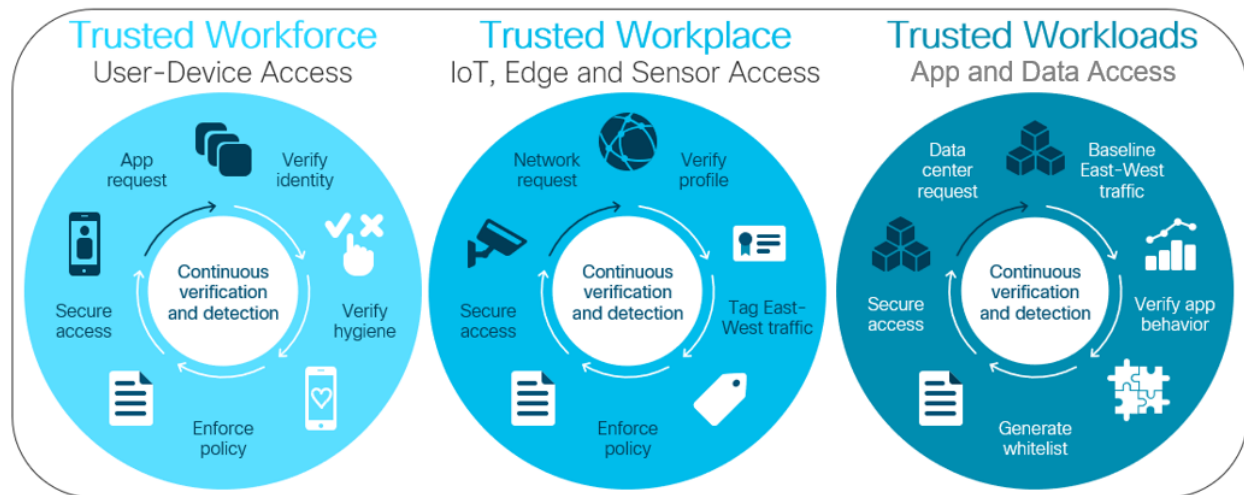 Trusted Workforce
User-Device Access
App
request
Verify
identity
Verify
hygiene
Enforce
policy
Secure
access
Continuous
verification
and detection
Trusted Workplace
IoT, Edge and Sensor Access
Network
request
Verify
profile
Tag East-
West traffic
Enforce
policy
Secure
access
Continuous
verification
and detection
Trusted Workloads
App and Data Access
Data
center
request
Baseline
East-West
traffic
Verify app
behavior
Generate
whitelist
Secure
access
Continuous
verification
and detection